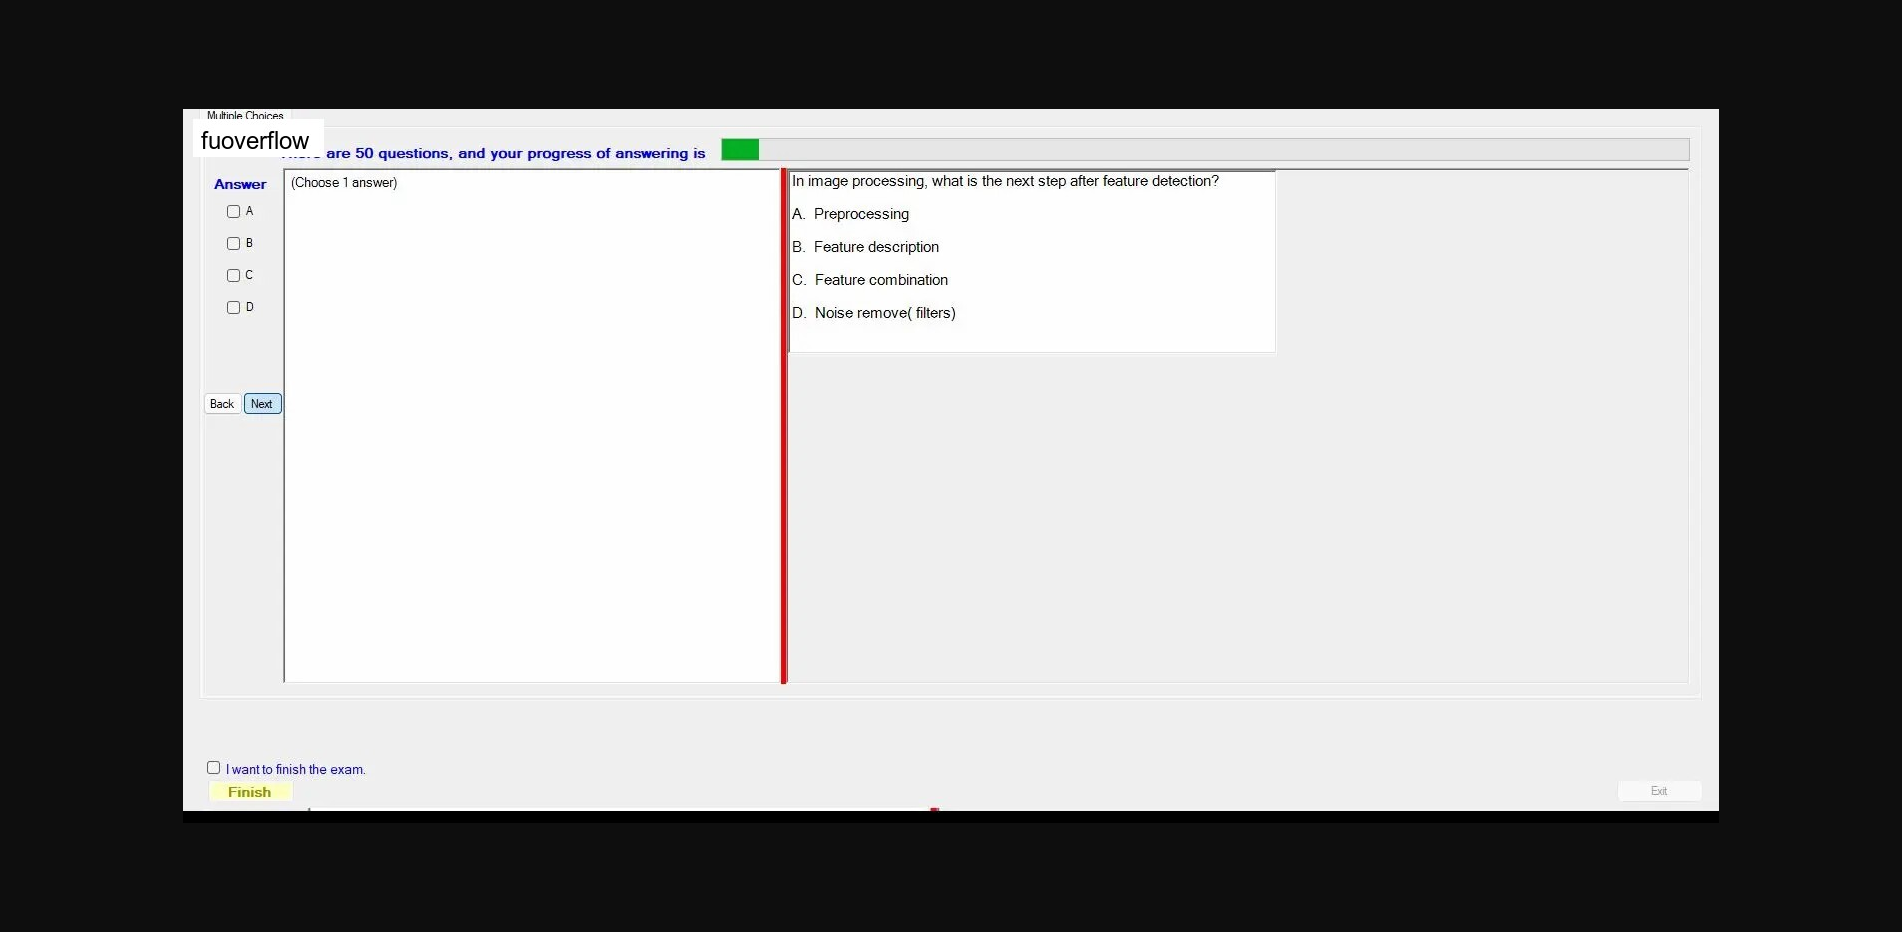 Multiple Choices
fuoverflow
are 50 questions, and your progress of answering is
Answer
(Choose 1 answer)
A
B
C
D
Back Next
In image processing, what is the next step after feature detection?
A. Preprocessing
B. Feature description
C. Feature combination
D. Noise remove( filters)
I want to finish the exam.
Finish
Exit